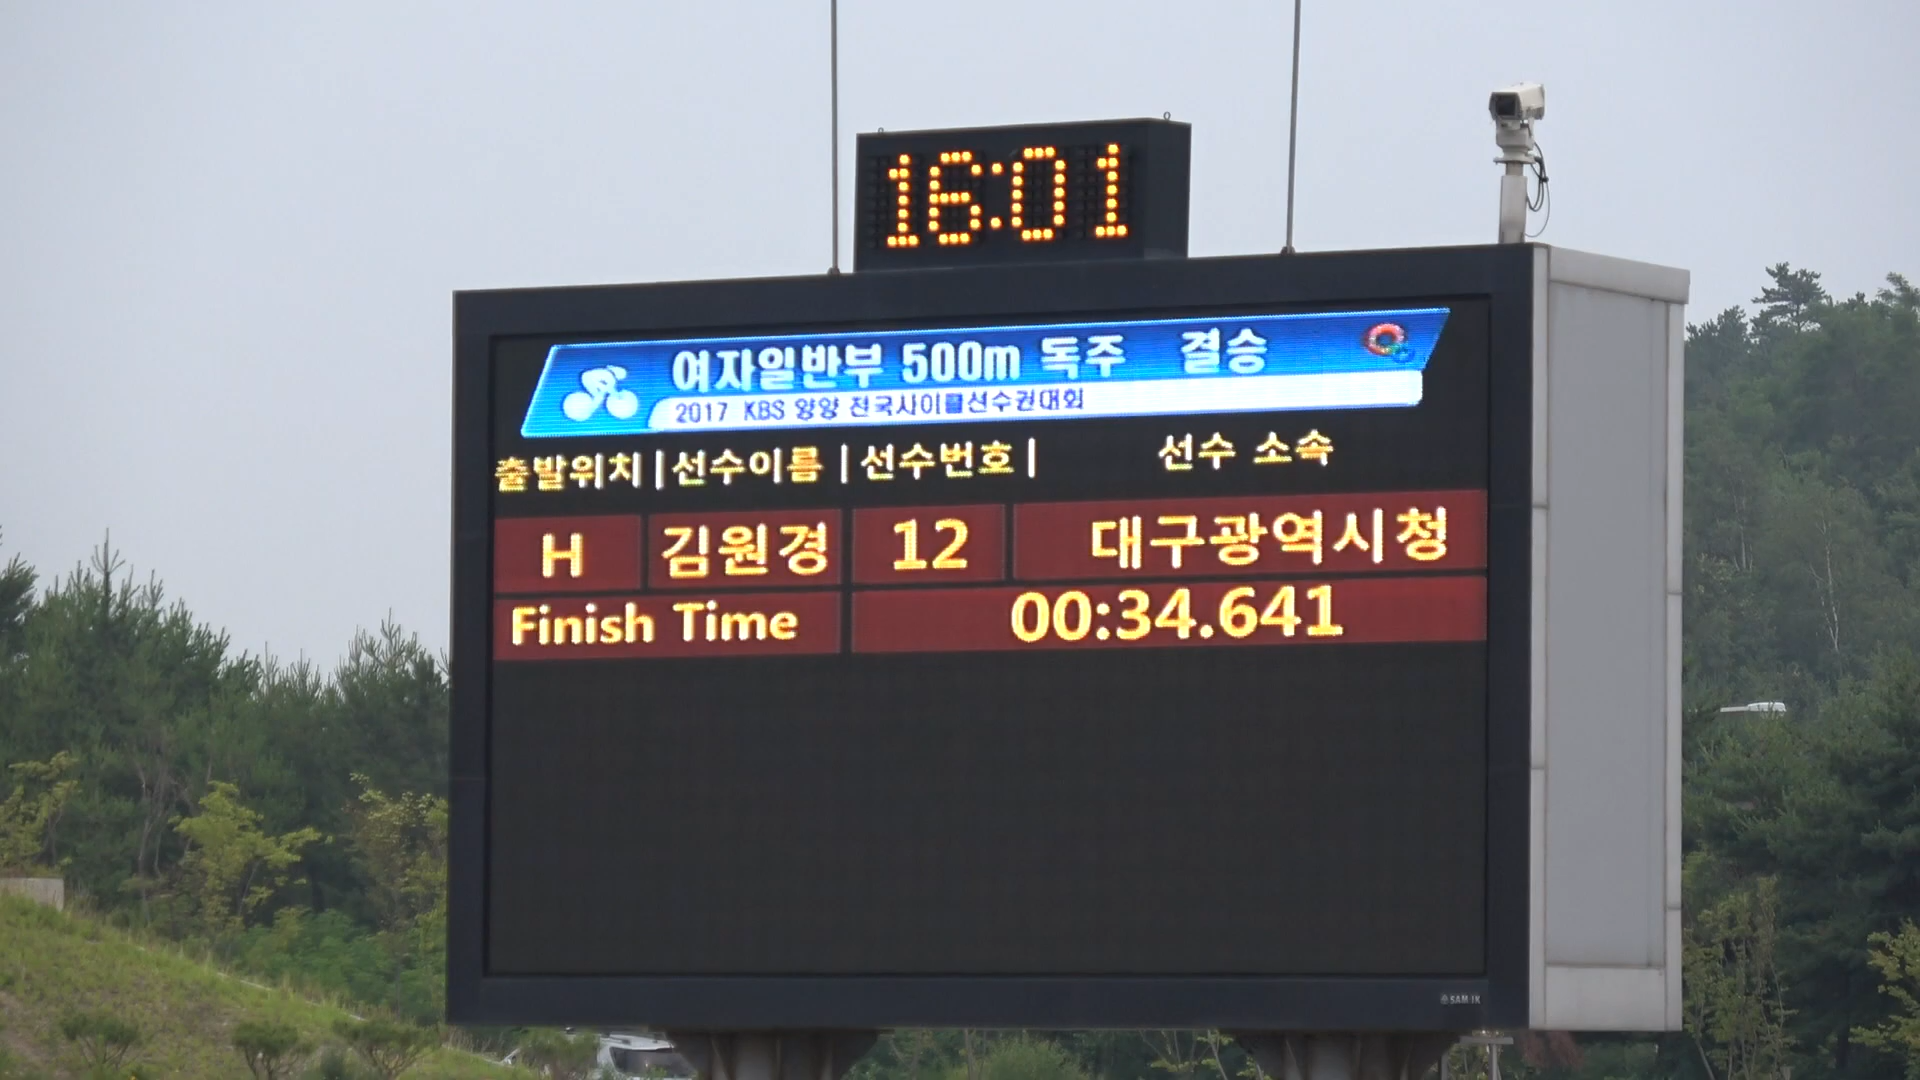 16:01
여자일반부 500m 독주 결승
2017 KBS 양양 전국사이클선수권대회
출발위치 | 선수이름 | 선수번호 | 선수 소속
H 김원경 12 대구광역시청
Finish Time 00:34.641
SAM IK